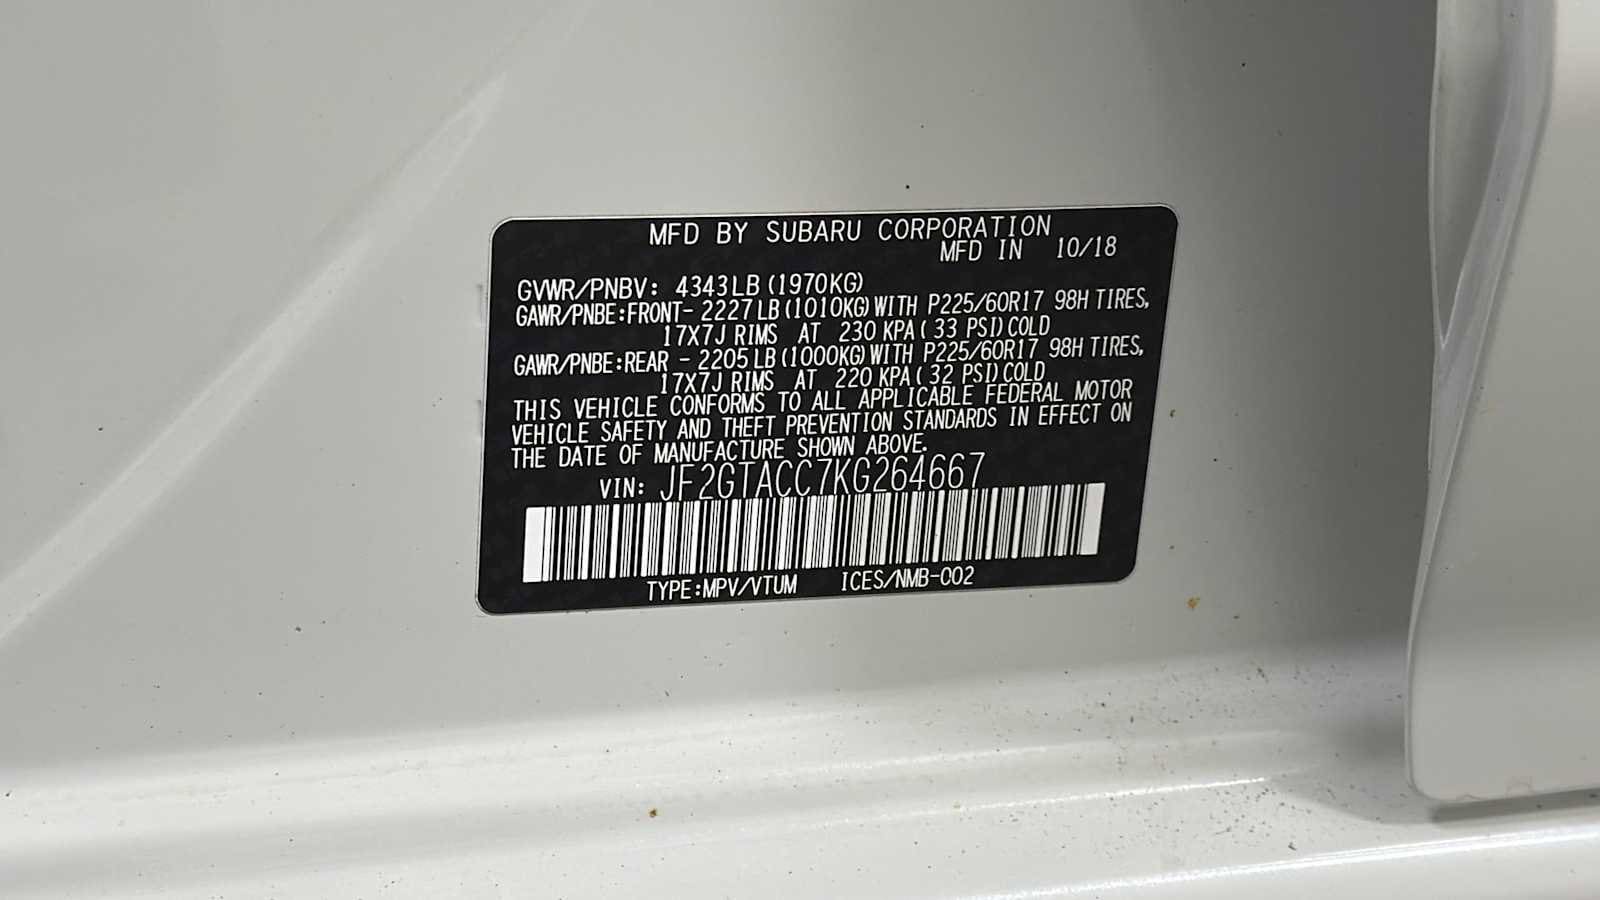 MFD BY SUBARU CORPORATION
MFD IN 10/18
GVWR/PNBV: 4343LB(1970KG)
GAWR/PNBE:FRONT- 2227LB(1010KG)WITH P225/60R17 98H TIRES,
17X7J RIMS AT 230 KPA(33 PSI)COLD
GAWR/PNBE:REAR - 2205LB(1000KG)WITH P225/60R17 98H TIRES,
17X7J RIMS AT 220 KPA(32 PSI)COLD
THIS VEHICLE CONFORMS TO ALL APPLICABLE FEDERAL MOTOR
VEHICLE SAFETY AND THEFT PREVENTION STANDARDS IN EFFECT ON
THE DATE OF MANUFACTURE SHOWN ABOVE.
VIN: JF2GTACC7KG264667
TYPE:MPV/VTUM ICES/NMB-002